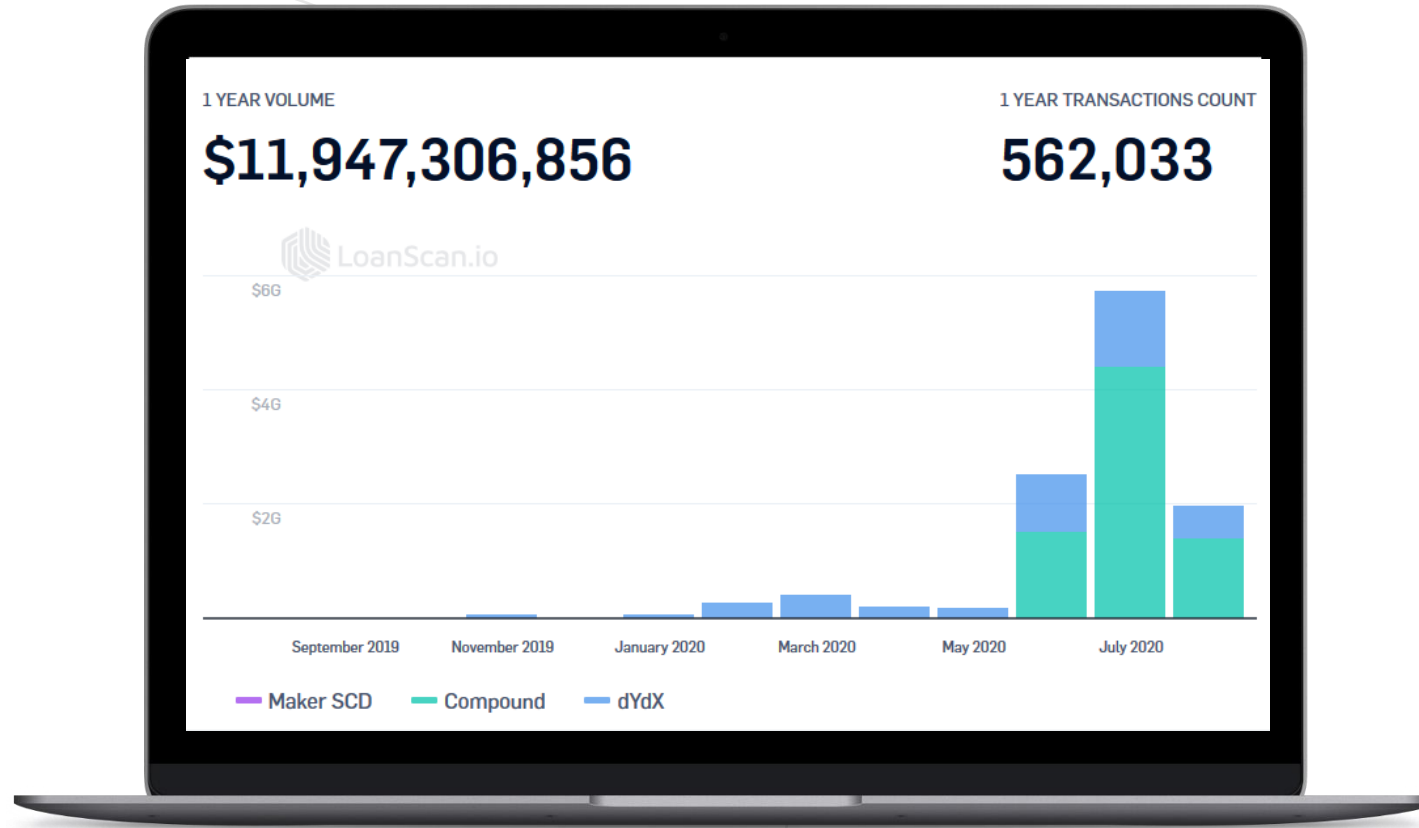 1 YEAR VOLUME
1 YEAR TRANSACTIONS COUNT
$11,947,306,856
562,033
LoanScan.io
$6G
$4G
$2G
September 2019
November 2019
January 2020
March 2020
May 2020
July 2020
Maker SCD
Compound
dYdX